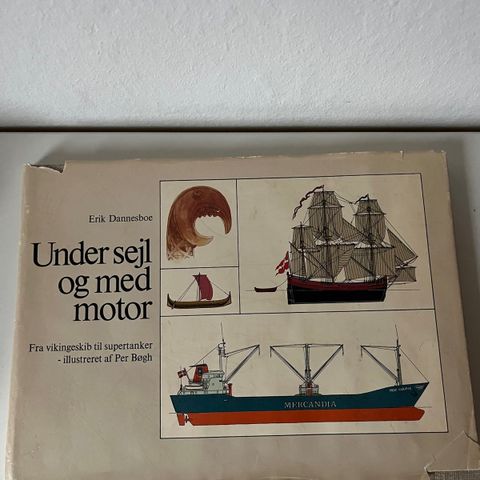 Erik Dannesboe
Under sejl
og med
motor
Fra vikingeskib til supertanker
- illustreret af Per Bøgh
MERCANDIA